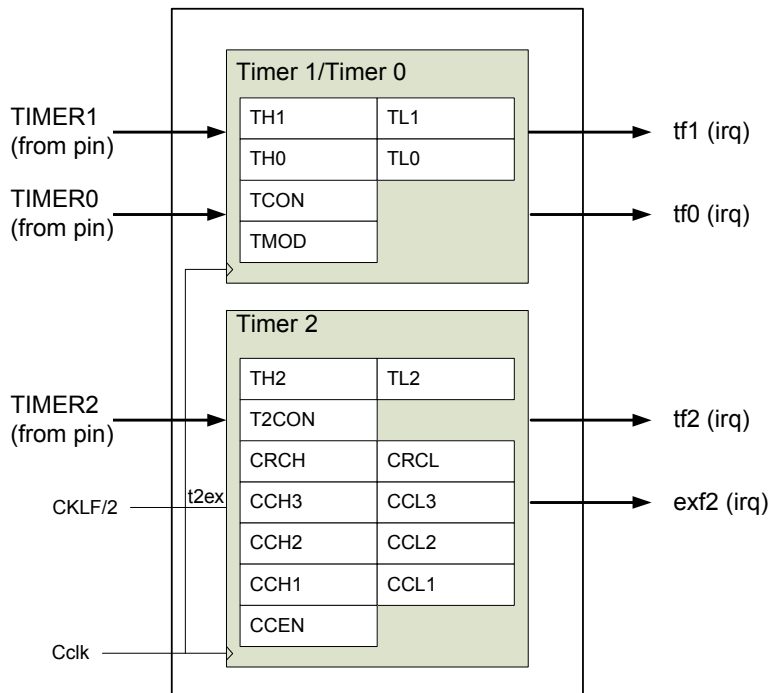 Timer 1/Timer 0
TIMER1
(from pin)
TH1 TL1
tf1 (irq)
TH0 TL0
TIMER0
(from pin)
TCON
tf0 (irq)
TMOD
Timer 2
TH2 TL2
TIMER2
(from pin)
T2CON
tf2 (irq)
CRCH CRCL
CKLF/2
t2ex
CCH3 CCL3
exf2 (irq)
CCH2 CCL2
CCH1 CCL1
CCEN
Cclk